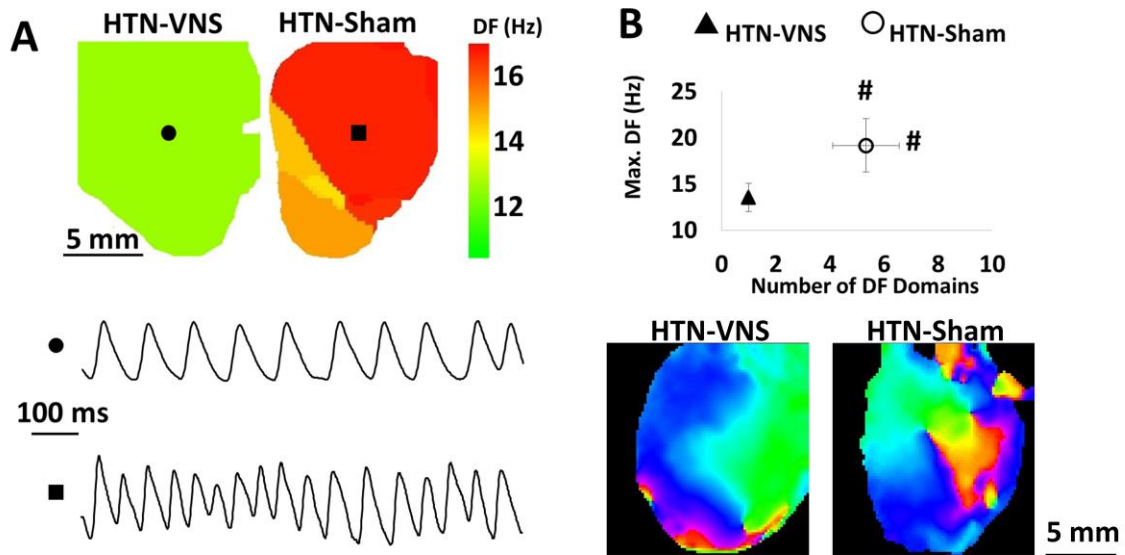 A
HTN-VNS
HTN-Sham
DF (Hz)
16
14
12
5 mm
100 ms
B
HTN-VNS
HTN-Sham
Max. DF (Hz)
25
20
15
10
#
#
0 2 4 6 8 10
Number of DF Domains
HTN-VNS
HTN-Sham
5 mm